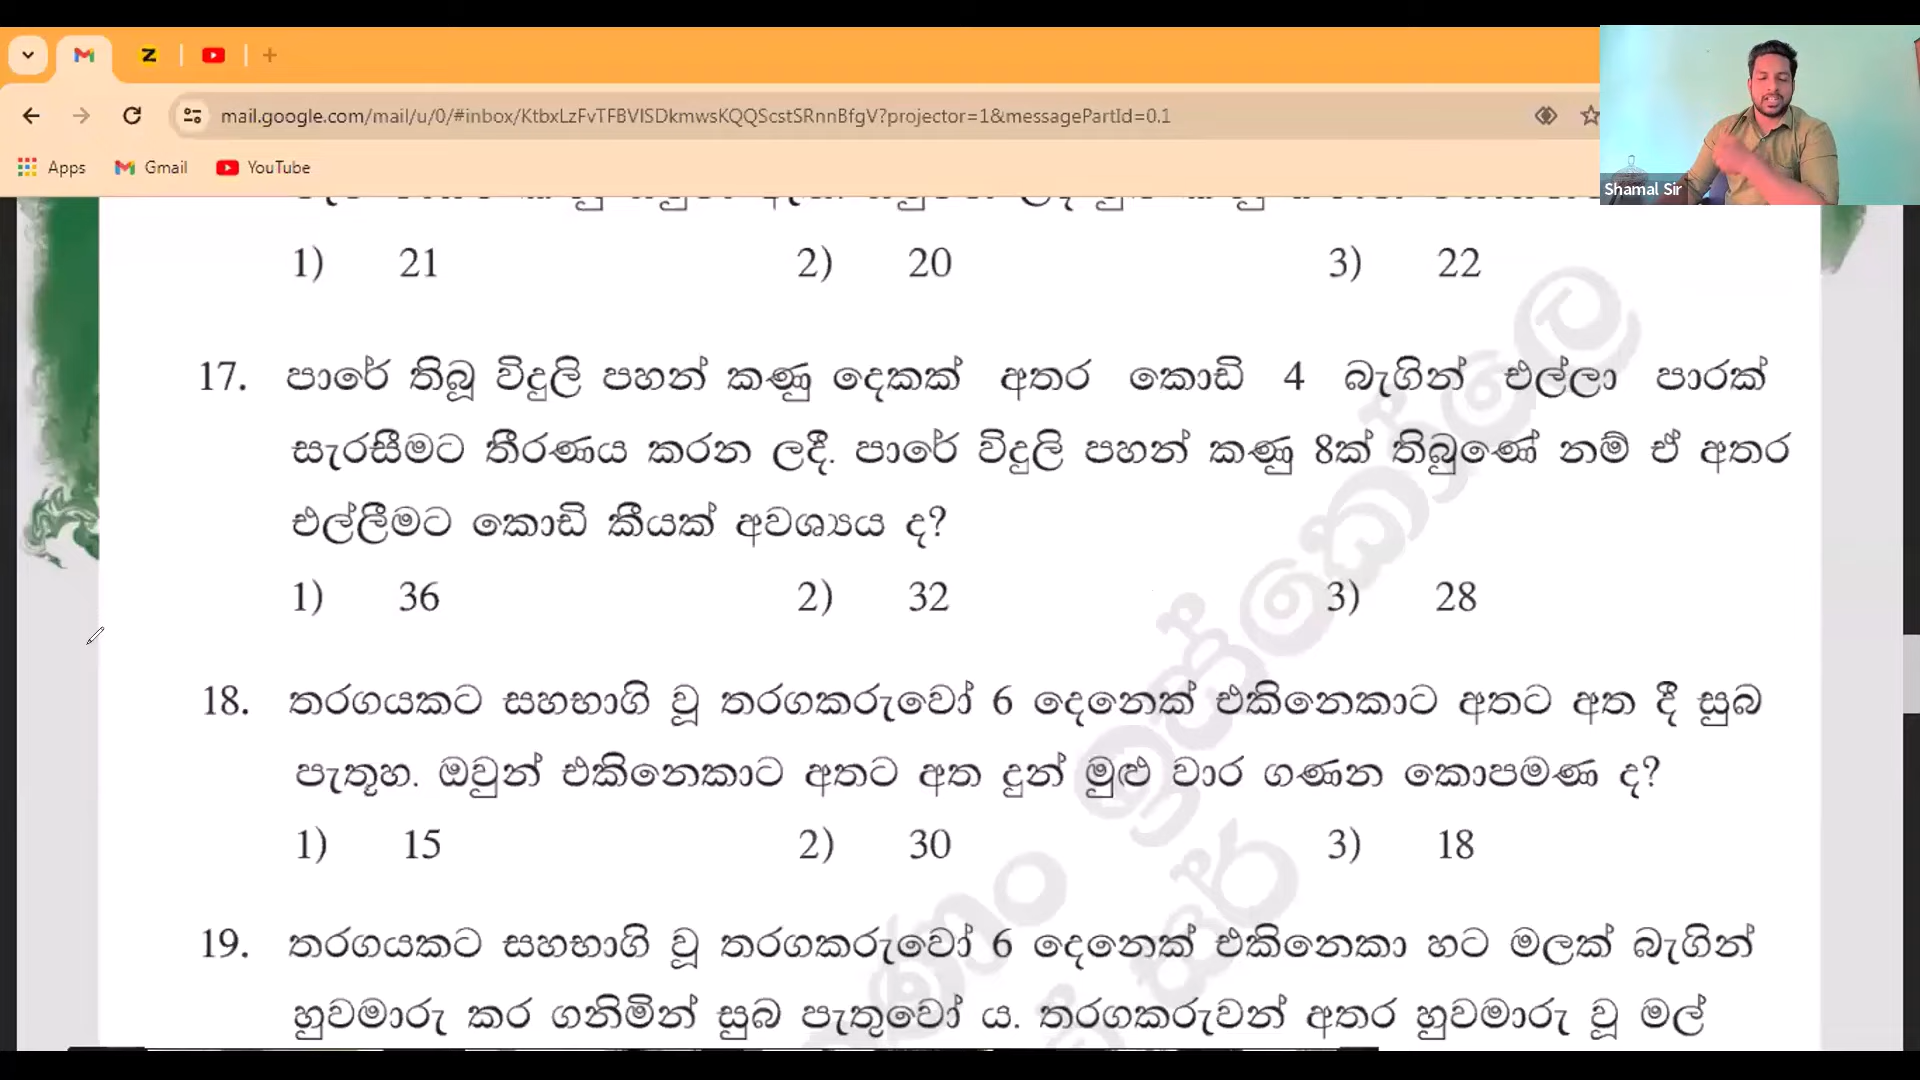 mail.google.com/mail/u/0/#inbox/KtbxLzFvTFBVlSDkmwsKQQScstSRnnBfgV?projector=1&messagePartId=0.1
Apps Gmail YouTube
Shamal Sir
1) 21 2) 20 3) 22
17. පාරේ තිබූ විදුලි පහන් කණු දෙකක් අතර කොඩි 4 බැගින් එල්ලා පාරක්
සැරසීමට තීරණය කරන ලදී. පාරේ විදුලි පහන් කණු 8ක් තිබුණේ නම් ඒ අතර
එල්ලීමට කොඩි කීයක් අවශ්‍යය ද?
1) 36 2) 32 3) 28
18. තරගයකට සහභාගි වූ තරගකරුවෝ 6 දෙනෙක් එකිනෙකාට අතට අත දී සුබ
පැතූහ. ඔවුන් එකිනෙකාට අතට අත දුන් මුළු වාර ගණන කොපමණ ද?
1) 15 2) 30 3) 18
19. තරගයකට සහභාගි වූ තරගකරුවෝ 6 දෙනෙක් එකිනෙකා හට මලක් බැගින්
හුවමාරු කර ගනිමින් සුබ පැතුවෝ ය. තරගකරුවන් අතර හුවමාරු වූ මල්